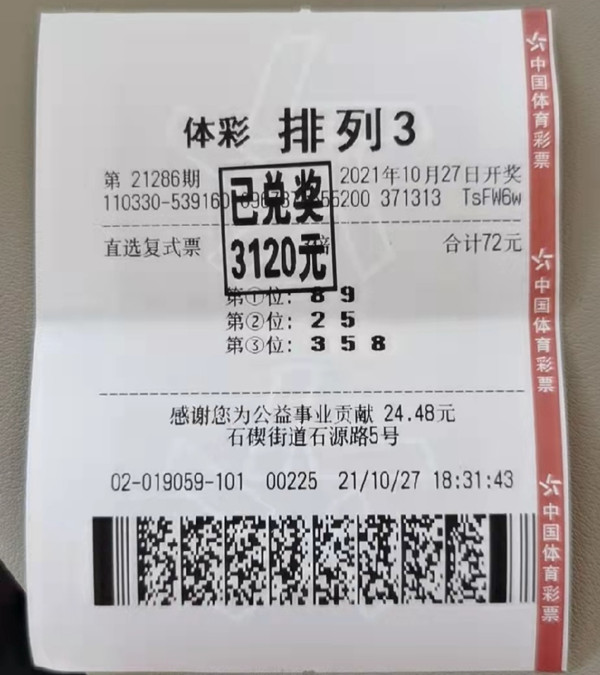 体彩 排列3
第 21286期 2021年10月27日开奖
110330-53916 55200 371313 TsFW6w
已兑奖
3120元
直选复式票 倍 合计72元
第①位: 8 9
第②位: 2 5
第③位: 3 5 8
感谢您为公益事业贡献 24.48元
石碶街道石源路5号
02-019059-101 00225 21/10/27 18:31:43
中国体育彩票
中国体育彩票
中国体育彩票